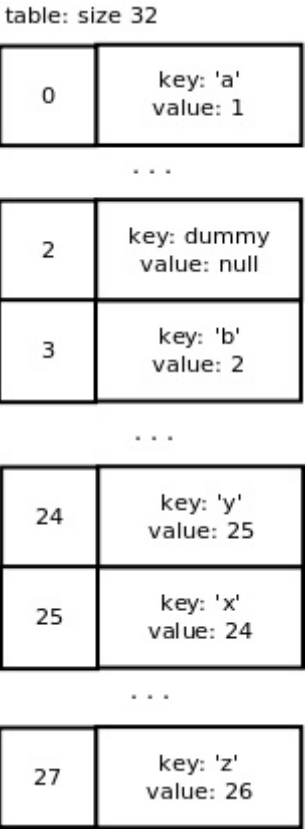 table: size 32
0
key: 'a'
value: 1
. . .
2
key: dummy
value: null
3
key: 'b'
value: 2
. . .
24
key: 'y'
value: 25
25
key: 'x'
value: 24
. . .
27
key: 'z'
value: 26